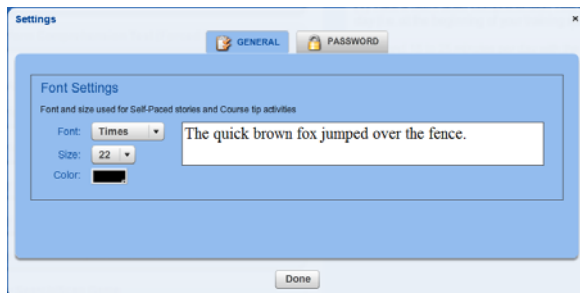 Settings
×
GENERAL
PASSWORD
Font Settings
Font and size used for Self-Paced stories and Course tip activities
Font: Times
The quick brown fox jumped over the fence.
Size: 22
Color:
Done